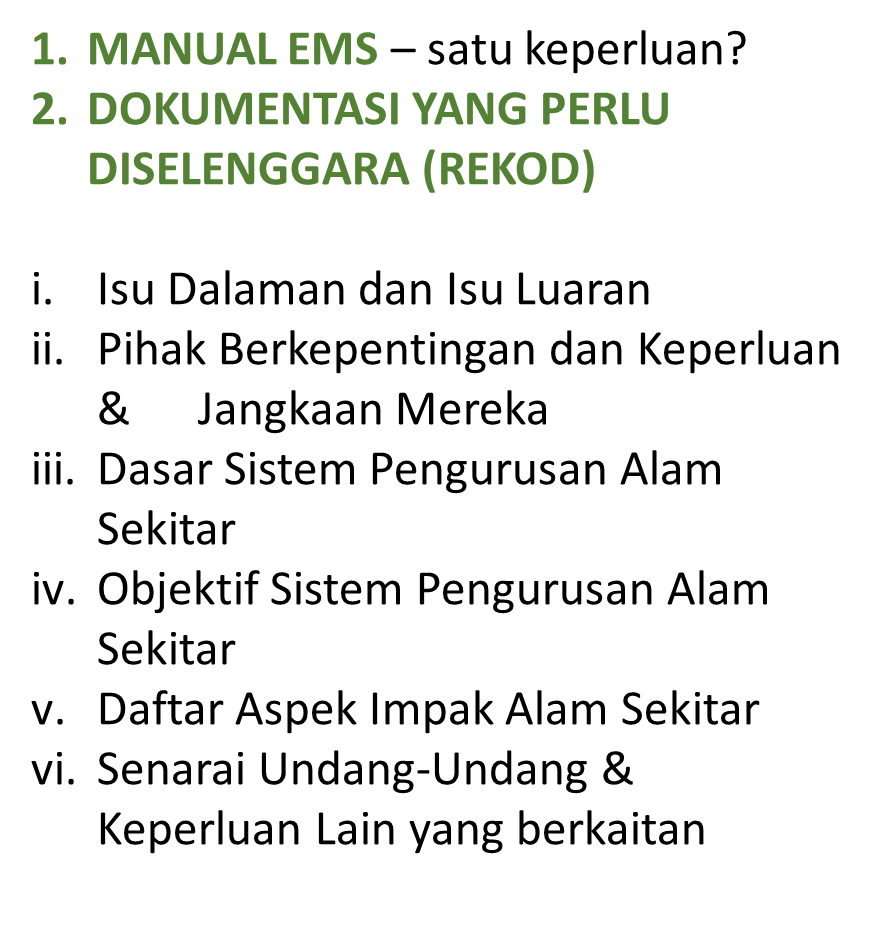 1. MANUAL EMS – satu keperluan?
2. DOKUMENTASI YANG PERLU
DISELENGGARA (REKOD)
i. Isu Dalaman dan Isu Luaran
ii. Pihak Berkepentingan dan Keperluan
& Jangkaan Mereka
iii. Dasar Sistem Pengurusan Alam
Sekitar
iv. Objektif Sistem Pengurusan Alam
Sekitar
v. Daftar Aspek Impak Alam Sekitar
vi. Senarai Undang-Undang &
Keperluan Lain yang berkaitan